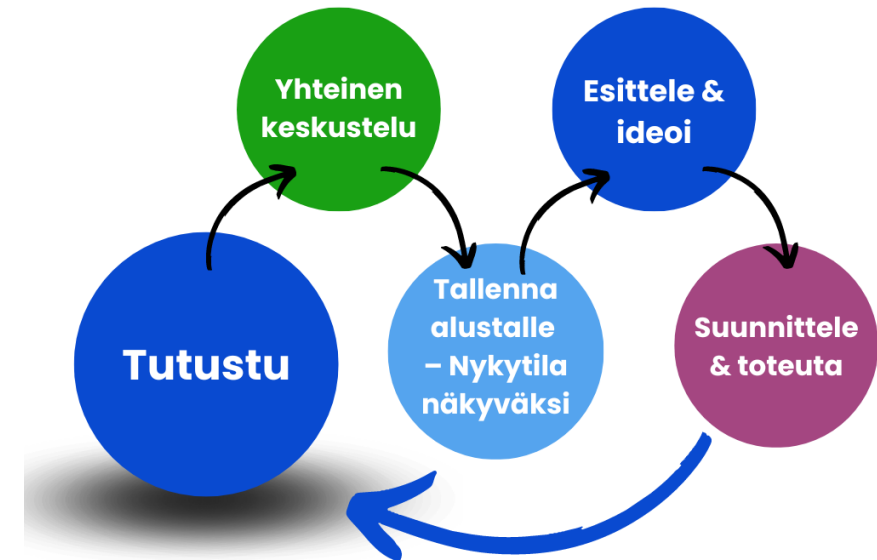 Tutustu
Yhteinen
keskustelu
Tallenna
alustalle
– Nykytila
näkyväksi
Esittele &
ideoi
Suunnittele
& toteuta